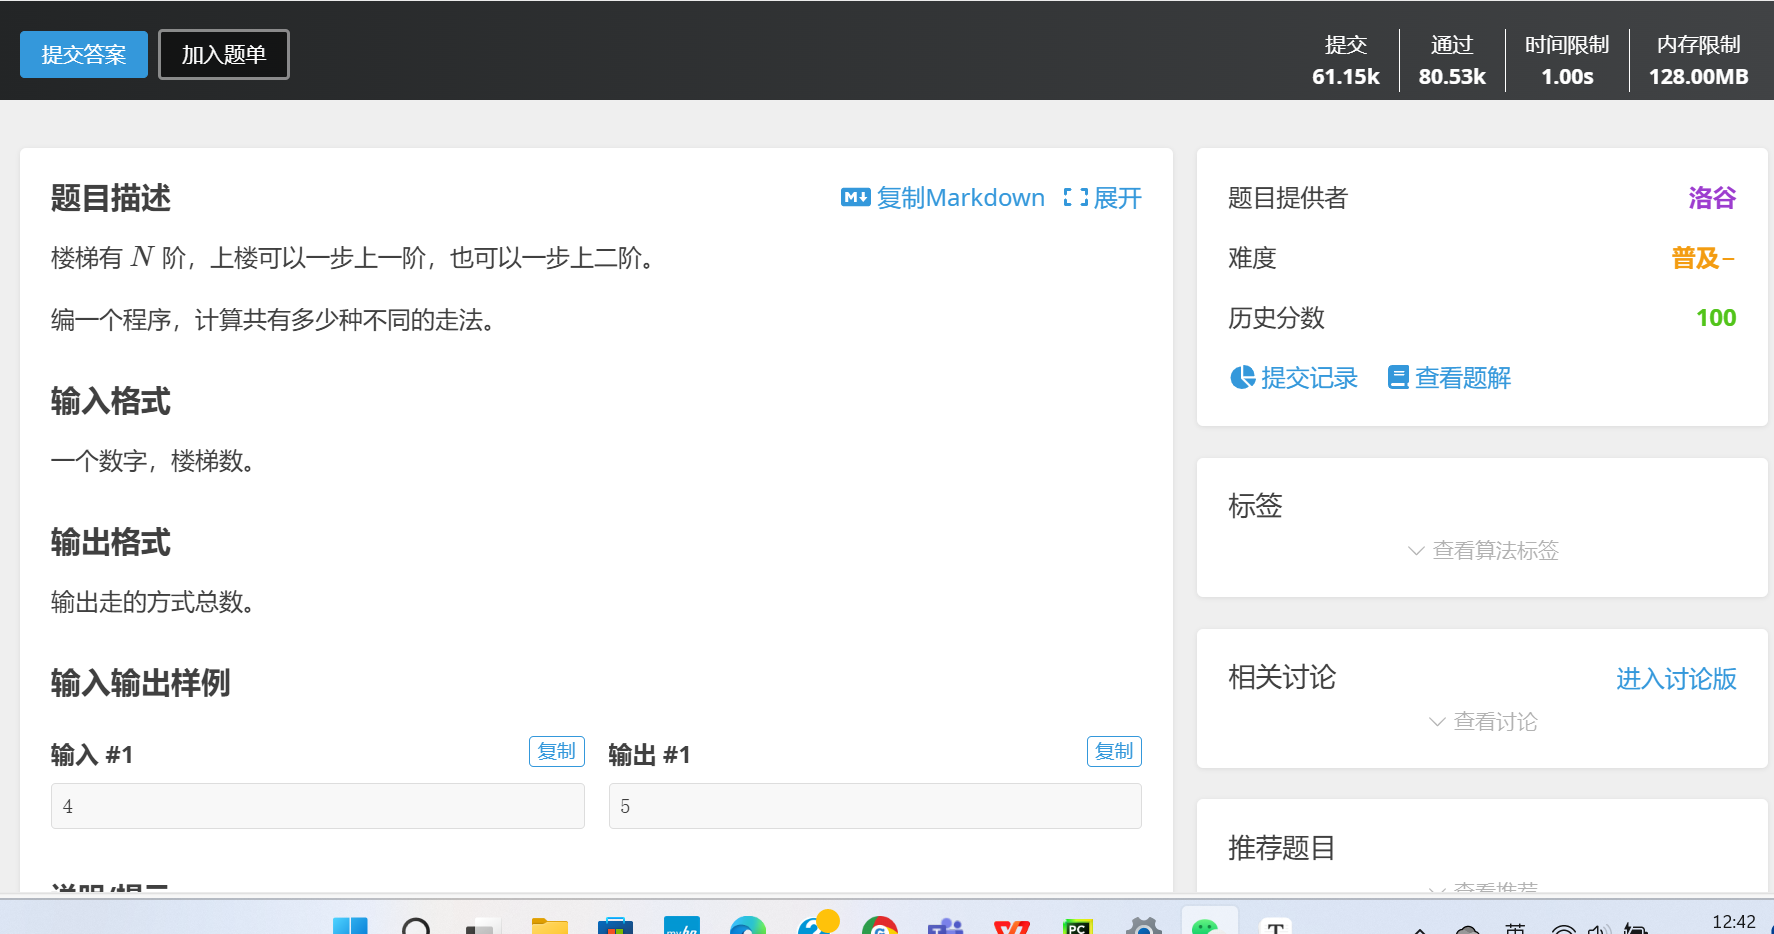 提交答案 加入题单
提交 通过 时间限制 内存限制
61.15k 80.53k 1.00s 128.00MB
题目描述 复制Markdown 展开
楼梯有 N 阶，上楼可以一步上一阶，也可以一步上二阶。
编一个程序，计算共有多少种不同的走法。
输入格式
一个数字，楼梯数。
输出格式
输出走的方式总数。
输入输出样例
输入 #1 复制
4
输出 #1 复制
5
说明/提示
题目提供者 洛谷
难度 普及−
历史分数 100
提交记录 查看题解
标签
查看算法标签
相关讨论 进入讨论版
查看讨论
推荐题目
查看推荐
英 12:42